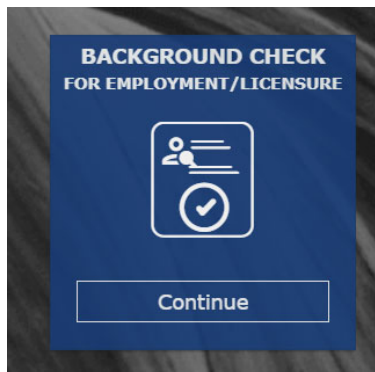 BACKGROUND CHECK
FOR EMPLOYMENT/LICENSURE
Continue